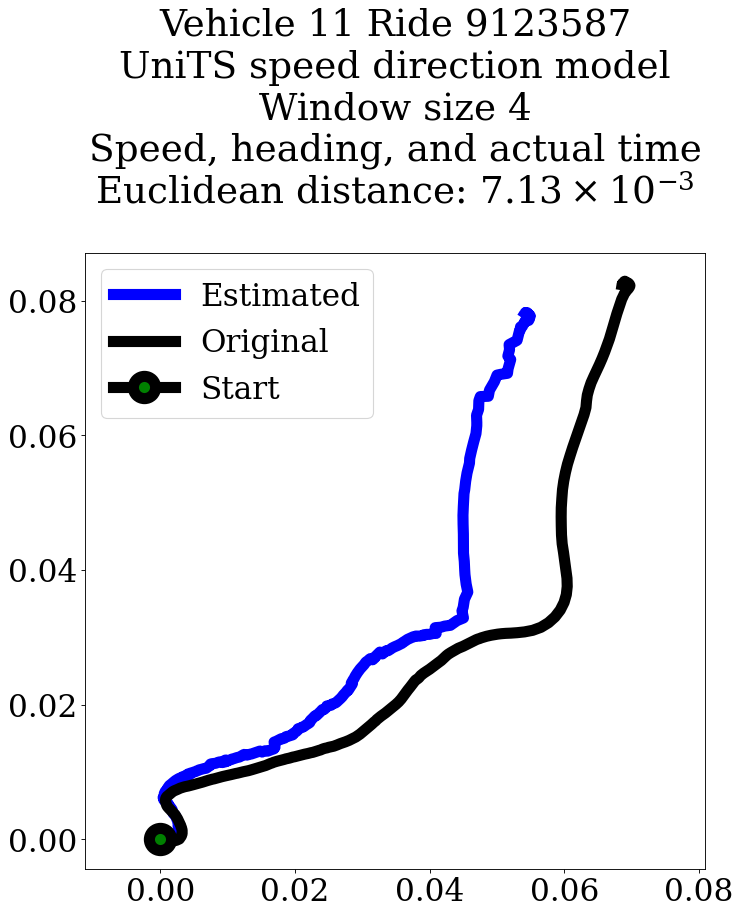 Vehicle 11 Ride 9123587
UniTS speed direction model
Window size 4
Speed, heading, and actual time
Euclidean distance: 7.13 × 10⁻³
Estimated
Original
Start
0.08
0.06
0.04
0.02
0.00
0.00 0.02 0.04 0.06 0.08